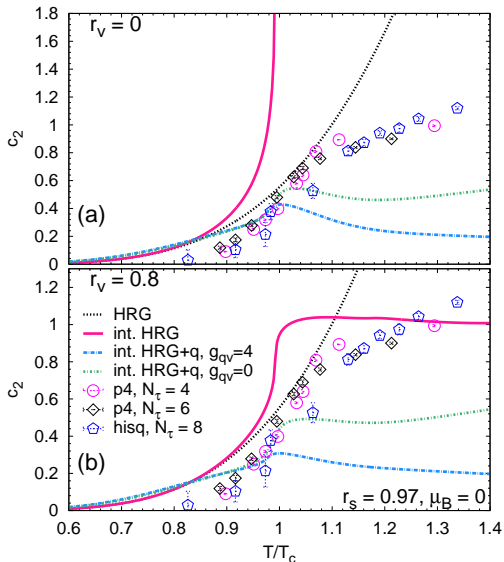 r_v = 0
1.8
1.6
1.4
1.2
1
0.8
0.6
0.4
0.2
0
c_2
(a)
r_v = 0.8
HRG
int. HRG
int. HRG+q, g_qv=4
int. HRG+q, g_qv=0
p4, N_τ = 4
p4, N_τ = 6
hisq, N_τ = 8
1.2
1
0.8
0.6
0.4
0.2
0
c_2
(b)
r_s = 0.97, μ_B = 0
0.6 0.7 0.8 0.9 1 1.1 1.2 1.3 1.4
T/T_c